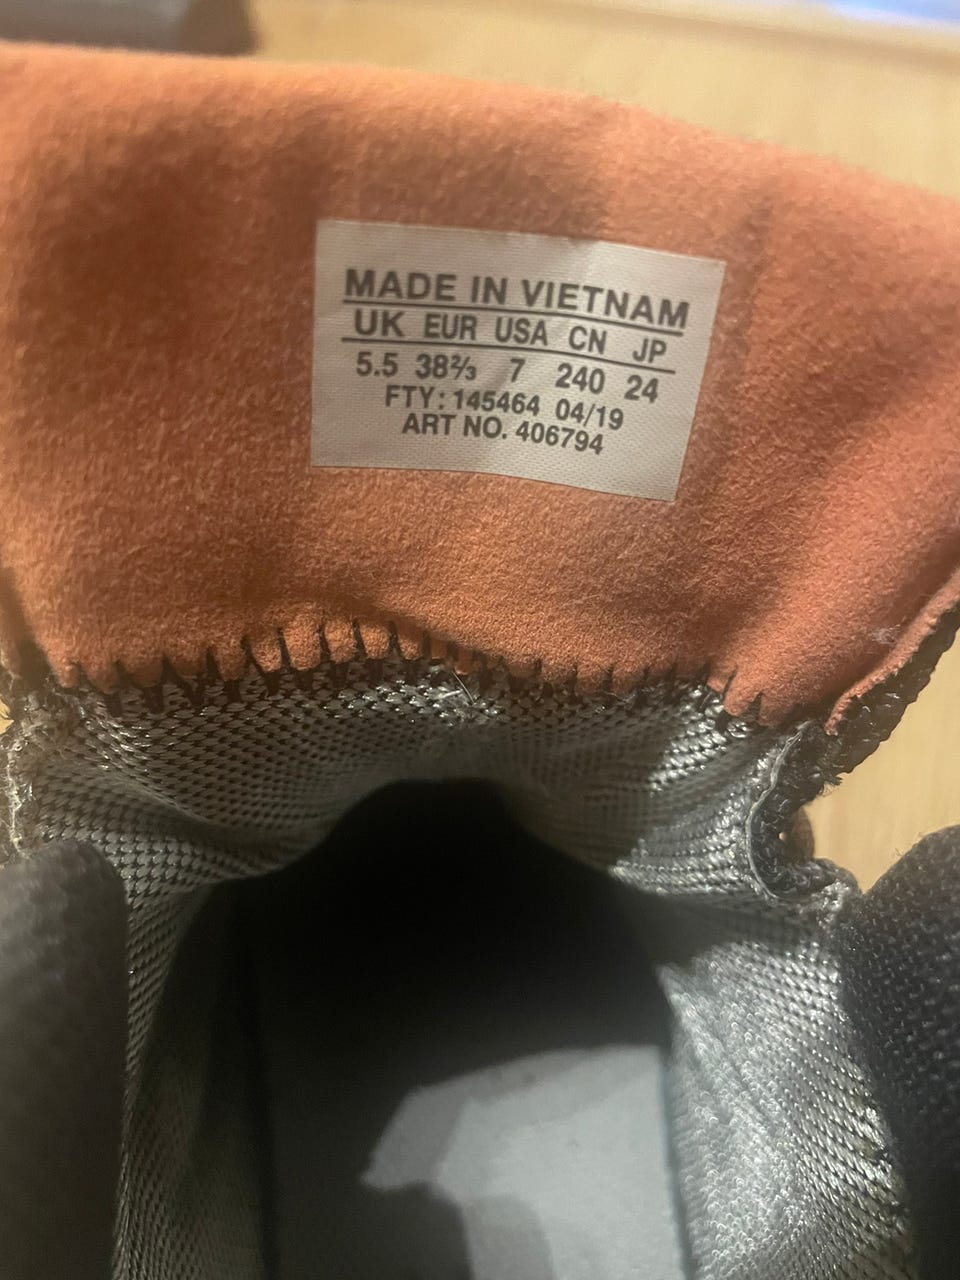 MADE IN VIETNAM
UK EUR USA CN JP
5.5 38⅔ 7 240 24
FTY: 145464 04/19
ART NO. 406794